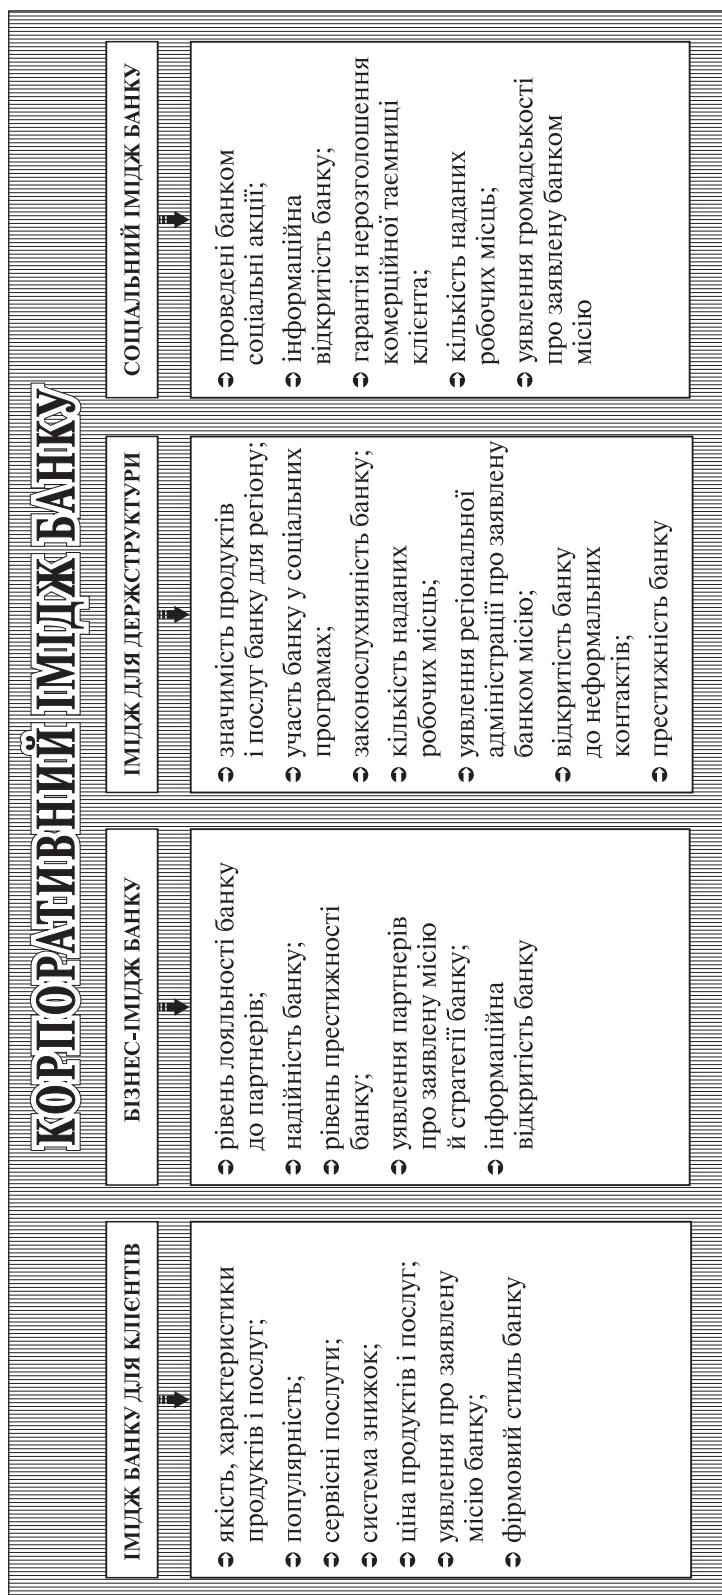 КОРПОРАТИВНИЙ ІМІДЖ БАНКУ
ІМІДЖ БАНКУ ДЛЯ КЛІЄНТІВ
якість, характеристики
продуктів і послуг;
популярність;
сервісні послуги;
система знижок;
ціна продуктів і послуг;
уявлення про заявлену
місію банку;
фірмовий стиль банку
БІЗНЕС-ІМІДЖ БАНКУ
рівень лояльності банку
до партнерів;
надійність банку;
рівень престижності
банку;
уявлення партнерів
про заявлену місію
й стратегії банку;
інформаційна
відкритість банку
ІМІДЖ ДЛЯ ДЕРЖСТРУКТУРИ
значимість продуктів
і послуг банку для регіону;
участь банку у соціальних
програмах;
законослухняність банку;
кількість наданих
робочих місць;
уявлення регіональної
адміністрації про заявлену
банком місію;
відкритість банку
до неформальних
контактів;
престижність банку
СОЦІАЛЬНИЙ ІМІДЖ БАНКУ
проведені банком
соціальні акції;
інформаційна
відкритість банку;
гарантія нерозголошення
комерційної таємниці
клієнта;
кількість наданих
робочих місць;
уявлення громадськості
про заявлену банком
місію